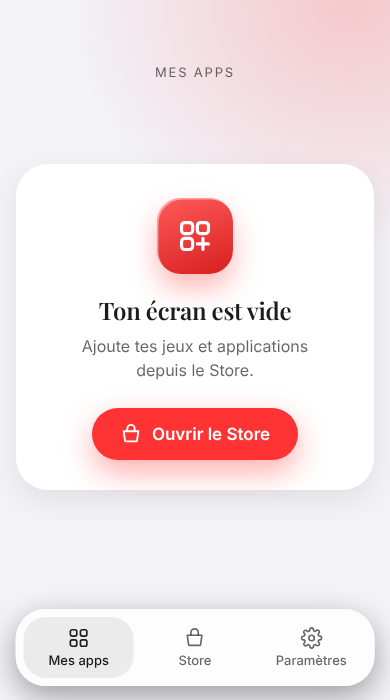 MES APPS
Ton écran est vide
Ajoute tes jeux et applications
depuis le Store.
Ouvrir le Store
Mes apps
Store
Paramètres